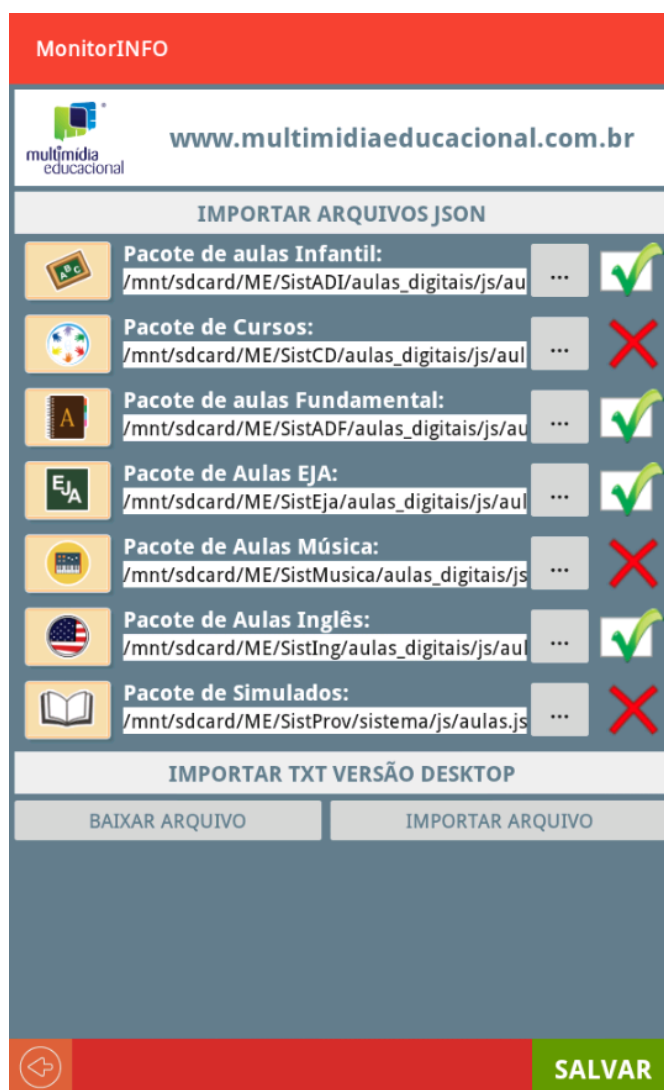 MonitorINFO
multimídia
educacional
www.multimidiaeducacional.com.br
IMPORTAR ARQUIVOS JSON
ABC
Pacote de aulas Infantil:
/mnt/sdcard/ME/SistADI/aulas_digitais/js/au
...
Pacote de Cursos:
/mnt/sdcard/ME/SistCD/aulas_digitais/js/aul
...
A
Pacote de aulas Fundamental:
/mnt/sdcard/ME/SistADF/aulas_digitais/js/au
...
EJA
Pacote de Aulas EJA:
/mnt/sdcard/ME/SistEja/aulas_digitais/js/aul
...
Pacote de Aulas Música:
/mnt/sdcard/ME/SistMusica/aulas_digitais/js
...
Pacote de Aulas Inglês:
/mnt/sdcard/ME/SistIng/aulas_digitais/js/aul
...
Pacote de Simulados:
/mnt/sdcard/ME/SistProv/sistema/js/aulas.js
...
IMPORTAR TXT VERSÃO DESKTOP
BAIXAR ARQUIVO
IMPORTAR ARQUIVO
SALVAR